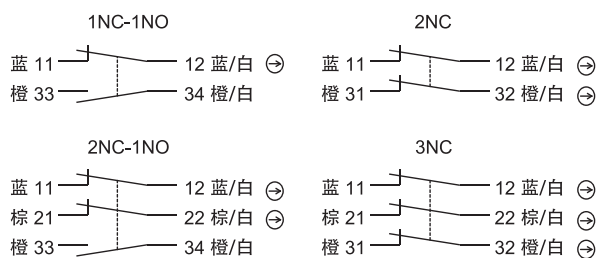 1NC-1NO
蓝 11 12 蓝/白
橙 33 34 橙/白
2NC
蓝 11 12 蓝/白
橙 31 32 橙/白
2NC-1NO
蓝 11 12 蓝/白
棕 21 22 棕/白
橙 33 34 橙/白
3NC
蓝 11 12 蓝/白
棕 21 22 棕/白
橙 31 32 橙/白